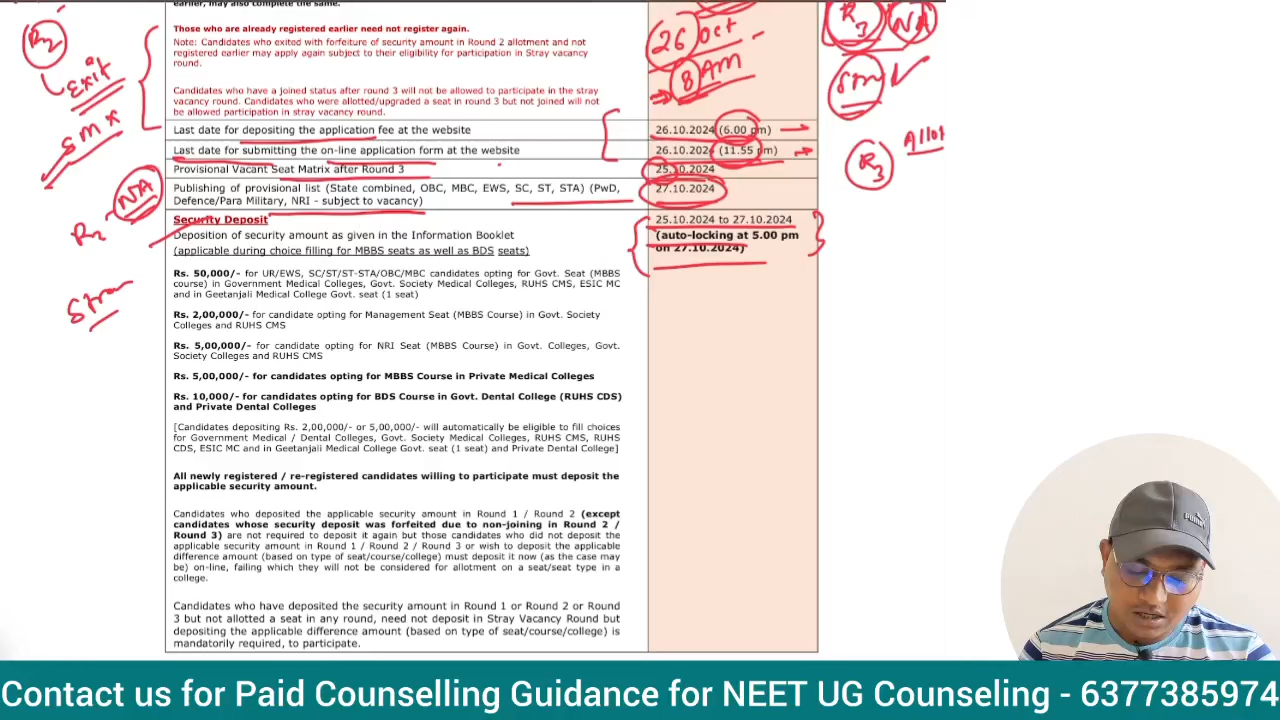 earlier, may also complete the same.
Those who are already registered earlier need not register again.
Note: Candidates who exited with forfeiture of security amount in Round 2 allotment and not
registered earlier may apply again subject to their eligibility for participation in Stray vacancy
round.
Candidates who have a joined status after round 3 will not be allowed to participate in the stray
vacancy round. Candidates who were allotted/upgraded a seat in round 3 but not joined will not
be allowed participation in stray vacancy round.
R2
Exit
26 Oct
8 AM
R3 NA
Last date for depositing the application fee at the website
26.10.2024 (6.00 pm)
Last date for submitting the on-line application form at the website
26.10.2024 (11.55 pm)
R3 Allot
Provisional Vacant Seat Matrix after Round 3
25.10.2024
Publishing of provisional list (State combined, OBC, MBC, EWS, SC, ST, STA) (PwD,
Defence/Para Military, NRI - subject to vacancy)
27.10.2024
NA
R2
Security Deposit
Deposition of security amount as given in the Information Booklet
(applicable during choice filling for MBBS seats as well as BDS seats)
25.10.2024 to 27.10.2024
(auto-locking at 5.00 pm
on 27.10.2024)
Rs. 50,000/- for UR/EWS, SC/ST/ST-STA/OBC/MBC candidates opting for Govt. Seat (MBBS
course) in Government Medical Colleges, Govt. Society Medical Colleges, RUHS CMS, ESIC MC
and in Geetanjali Medical College Govt. seat (1 seat)
Rs. 2,00,000/- for candidate opting for Management Seat (MBBS Course) in Govt. Society
Colleges and RUHS CMS
Rs. 5,00,000/- for candidate opting for NRI Seat (MBBS Course) in Govt. Colleges, Govt.
Society Colleges and RUHS CMS
Rs. 5,00,000/- for candidates opting for MBBS Course in Private Medical Colleges
Rs. 10,000/- for candidates opting for BDS Course in Govt. Dental College (RUHS CDS)
and Private Dental Colleges
[Candidates depositing Rs. 2,00,000/- or 5,00,000/- will automatically be eligible to fill choices
for Government Medical / Dental Colleges, Govt. Society Medical Colleges, RUHS CMS, RUHS
CDS, ESIC MC and in Geetanjali Medical College Govt. seat (1 seat) and Private Dental College]
All newly registered / re-registered candidates willing to participate must deposit the
applicable security amount.
Candidates who deposited the applicable security amount in Round 1 / Round 2 (except
candidates whose security deposit was forfeited due to non-joining in Round 2 /
Round 3) are not required to deposit it again but those candidates who did not deposit the
applicable security amount in Round 1 / Round 2 / Round 3 or wish to deposit the applicable
difference amount (based on type of seat/course/college) must deposit it now (as the case may
be) on-line, failing which they will not be considered for allotment on a seat/seat type in a
college.
Candidates who have deposited the security amount in Round 1 or Round 2 or Round
3 but not allotted a seat in any round, need not deposit in Stray Vacancy Round but
depositing the applicable difference amount (based on type of seat/course/college) is
mandatorily required, to participate.
Contact us for Paid Counselling Guidance for NEET UG Counseling - 6377385974